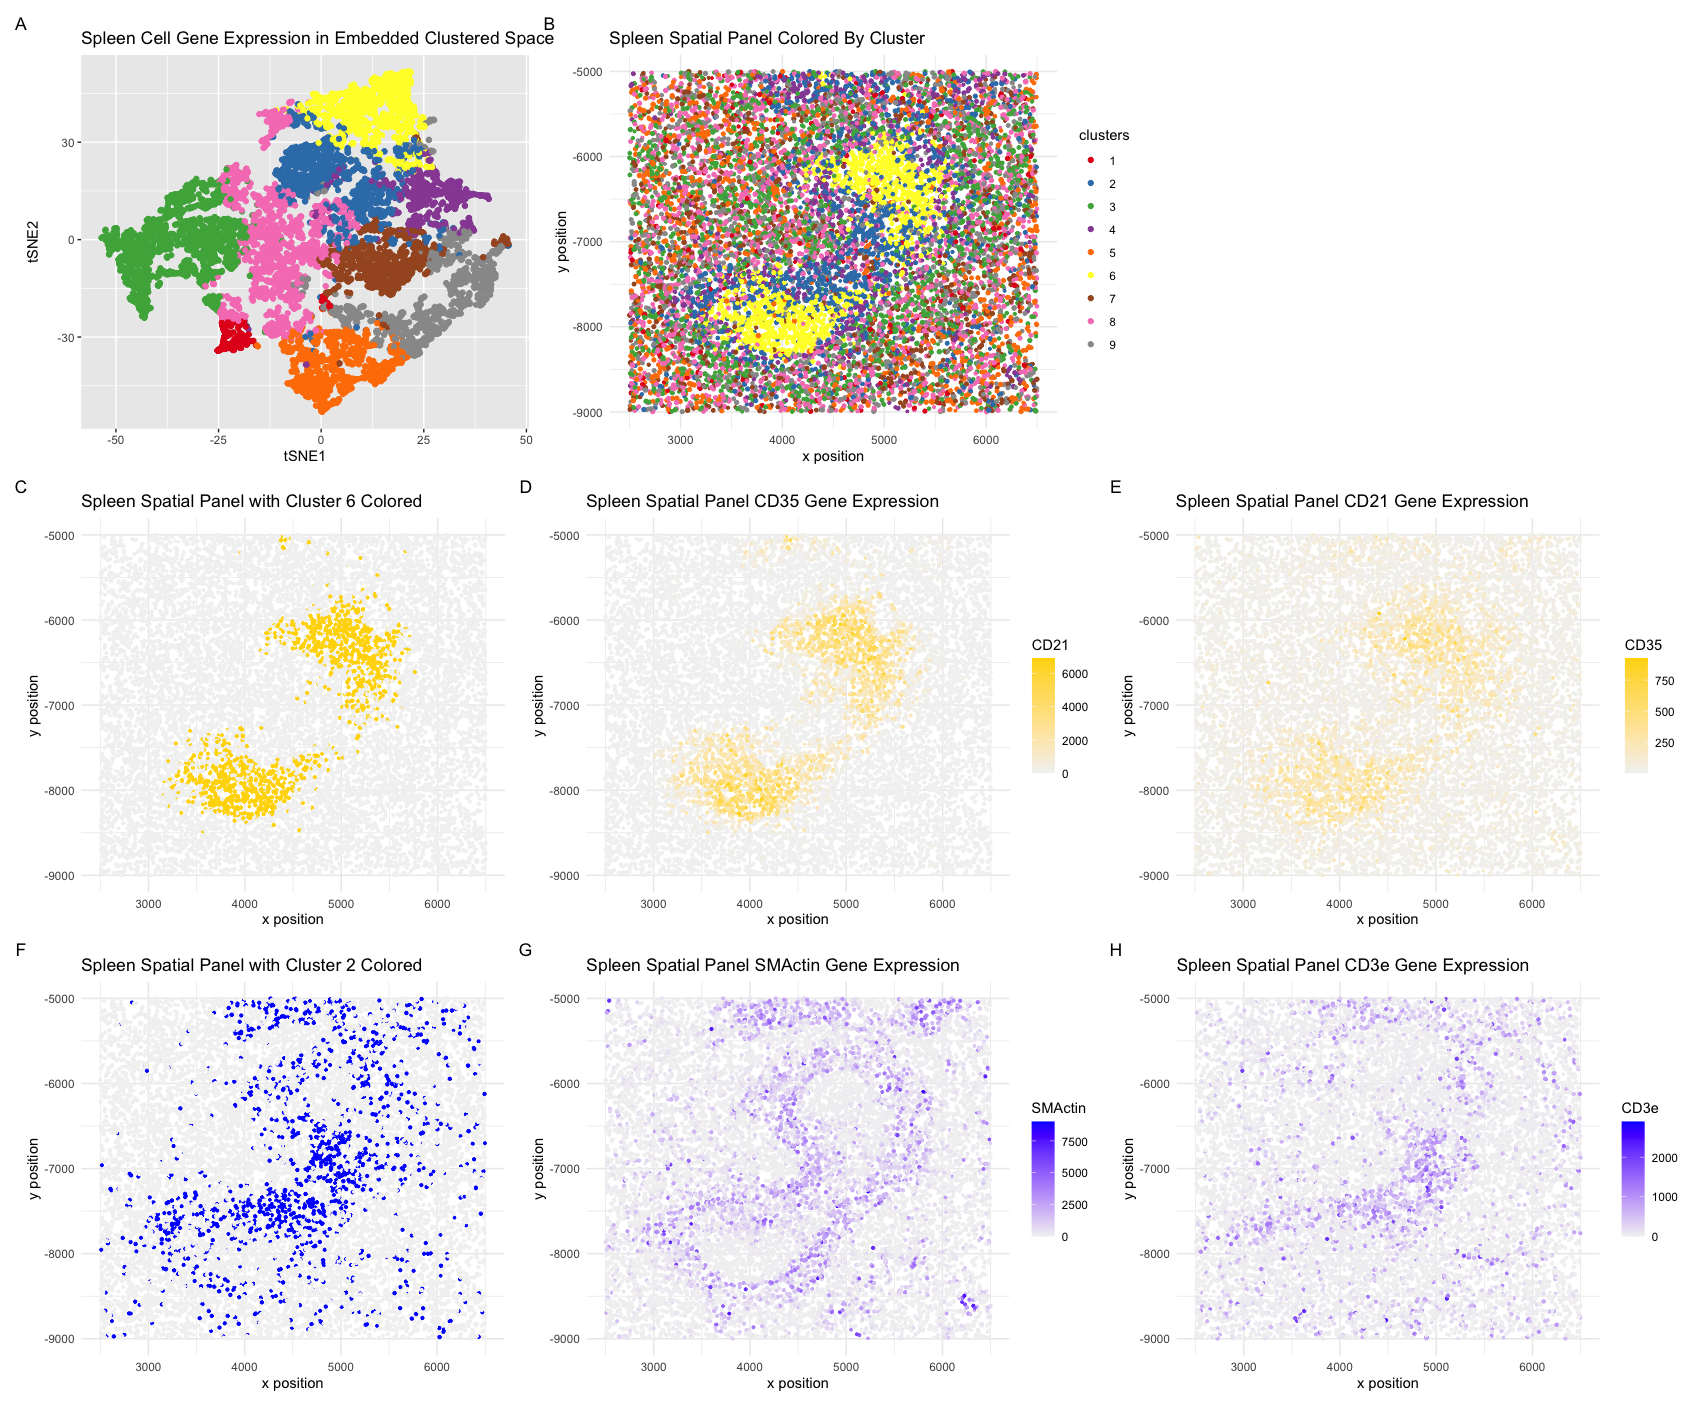 A
Spleen Cell Gene Expression in Embedded Clustered Space
30
0
-30
-50
-25
0
25
50
tSNE2
tSNE1
B
Spleen Spatial Panel Colored By Cluster
-5000
-6000
-7000
-8000
-9000
3000
4000
5000
6000
y position
x position
clusters
1
2
3
4
5
6
7
8
9
C
Spleen Spatial Panel with Cluster 6 Colored
-5000
-6000
-7000
-8000
-9000
3000
4000
5000
6000
y position
x position
D
Spleen Spatial Panel CD35 Gene Expression
-5000
-6000
-7000
-8000
-9000
3000
4000
5000
6000
y position
x position
CD21
6000
4000
2000
0
E
Spleen Spatial Panel CD21 Gene Expression
-5000
-6000
-7000
-8000
-9000
3000
4000
5000
6000
y position
x position
CD35
750
500
250
F
Spleen Spatial Panel with Cluster 2 Colored
-5000
-6000
-7000
-8000
-9000
3000
4000
5000
6000
y position
x position
G
Spleen Spatial Panel SMActin Gene Expression
-5000
-6000
-7000
-8000
-9000
3000
4000
5000
6000
y position
x position
SMActin
7500
5000
2500
0
H
Spleen Spatial Panel CD3e Gene Expression
-5000
-6000
-7000
-8000
-9000
3000
4000
5000
6000
y position
x position
CD3e
2000
1000
0